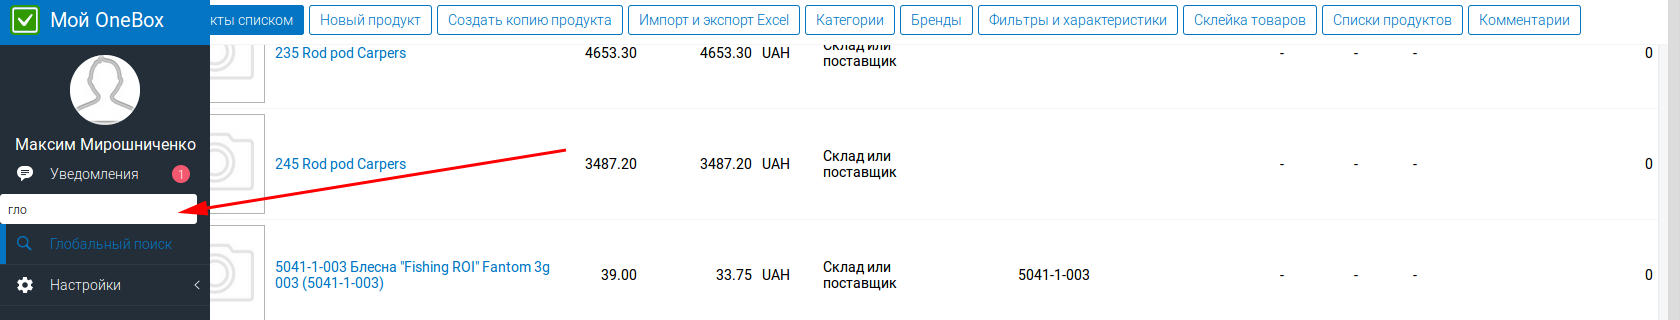 Мой OneBox
кты списком
Новый продукт
Создать копию продукта
Импорт и экспорт Excel
Категории
Бренды
Фильтры и характеристики
Склейка товаров
Списки продуктов
Комментарии
235 Rod pod Carpers 4653.30 4653.30 UAH Склад или
поставщик - - - 0
Максим Мирошниченко
Уведомления 1
гло
Глобальный поиск
Настройки
245 Rod pod Carpers 3487.20 3487.20 UAH Склад или
поставщик - - - 0
5041-1-003 Блесна "Fishing ROI" Fantom 3g
003 (5041-1-003) 39.00 33.75 UAH Склад или
поставщик 5041-1-003 - - - 0